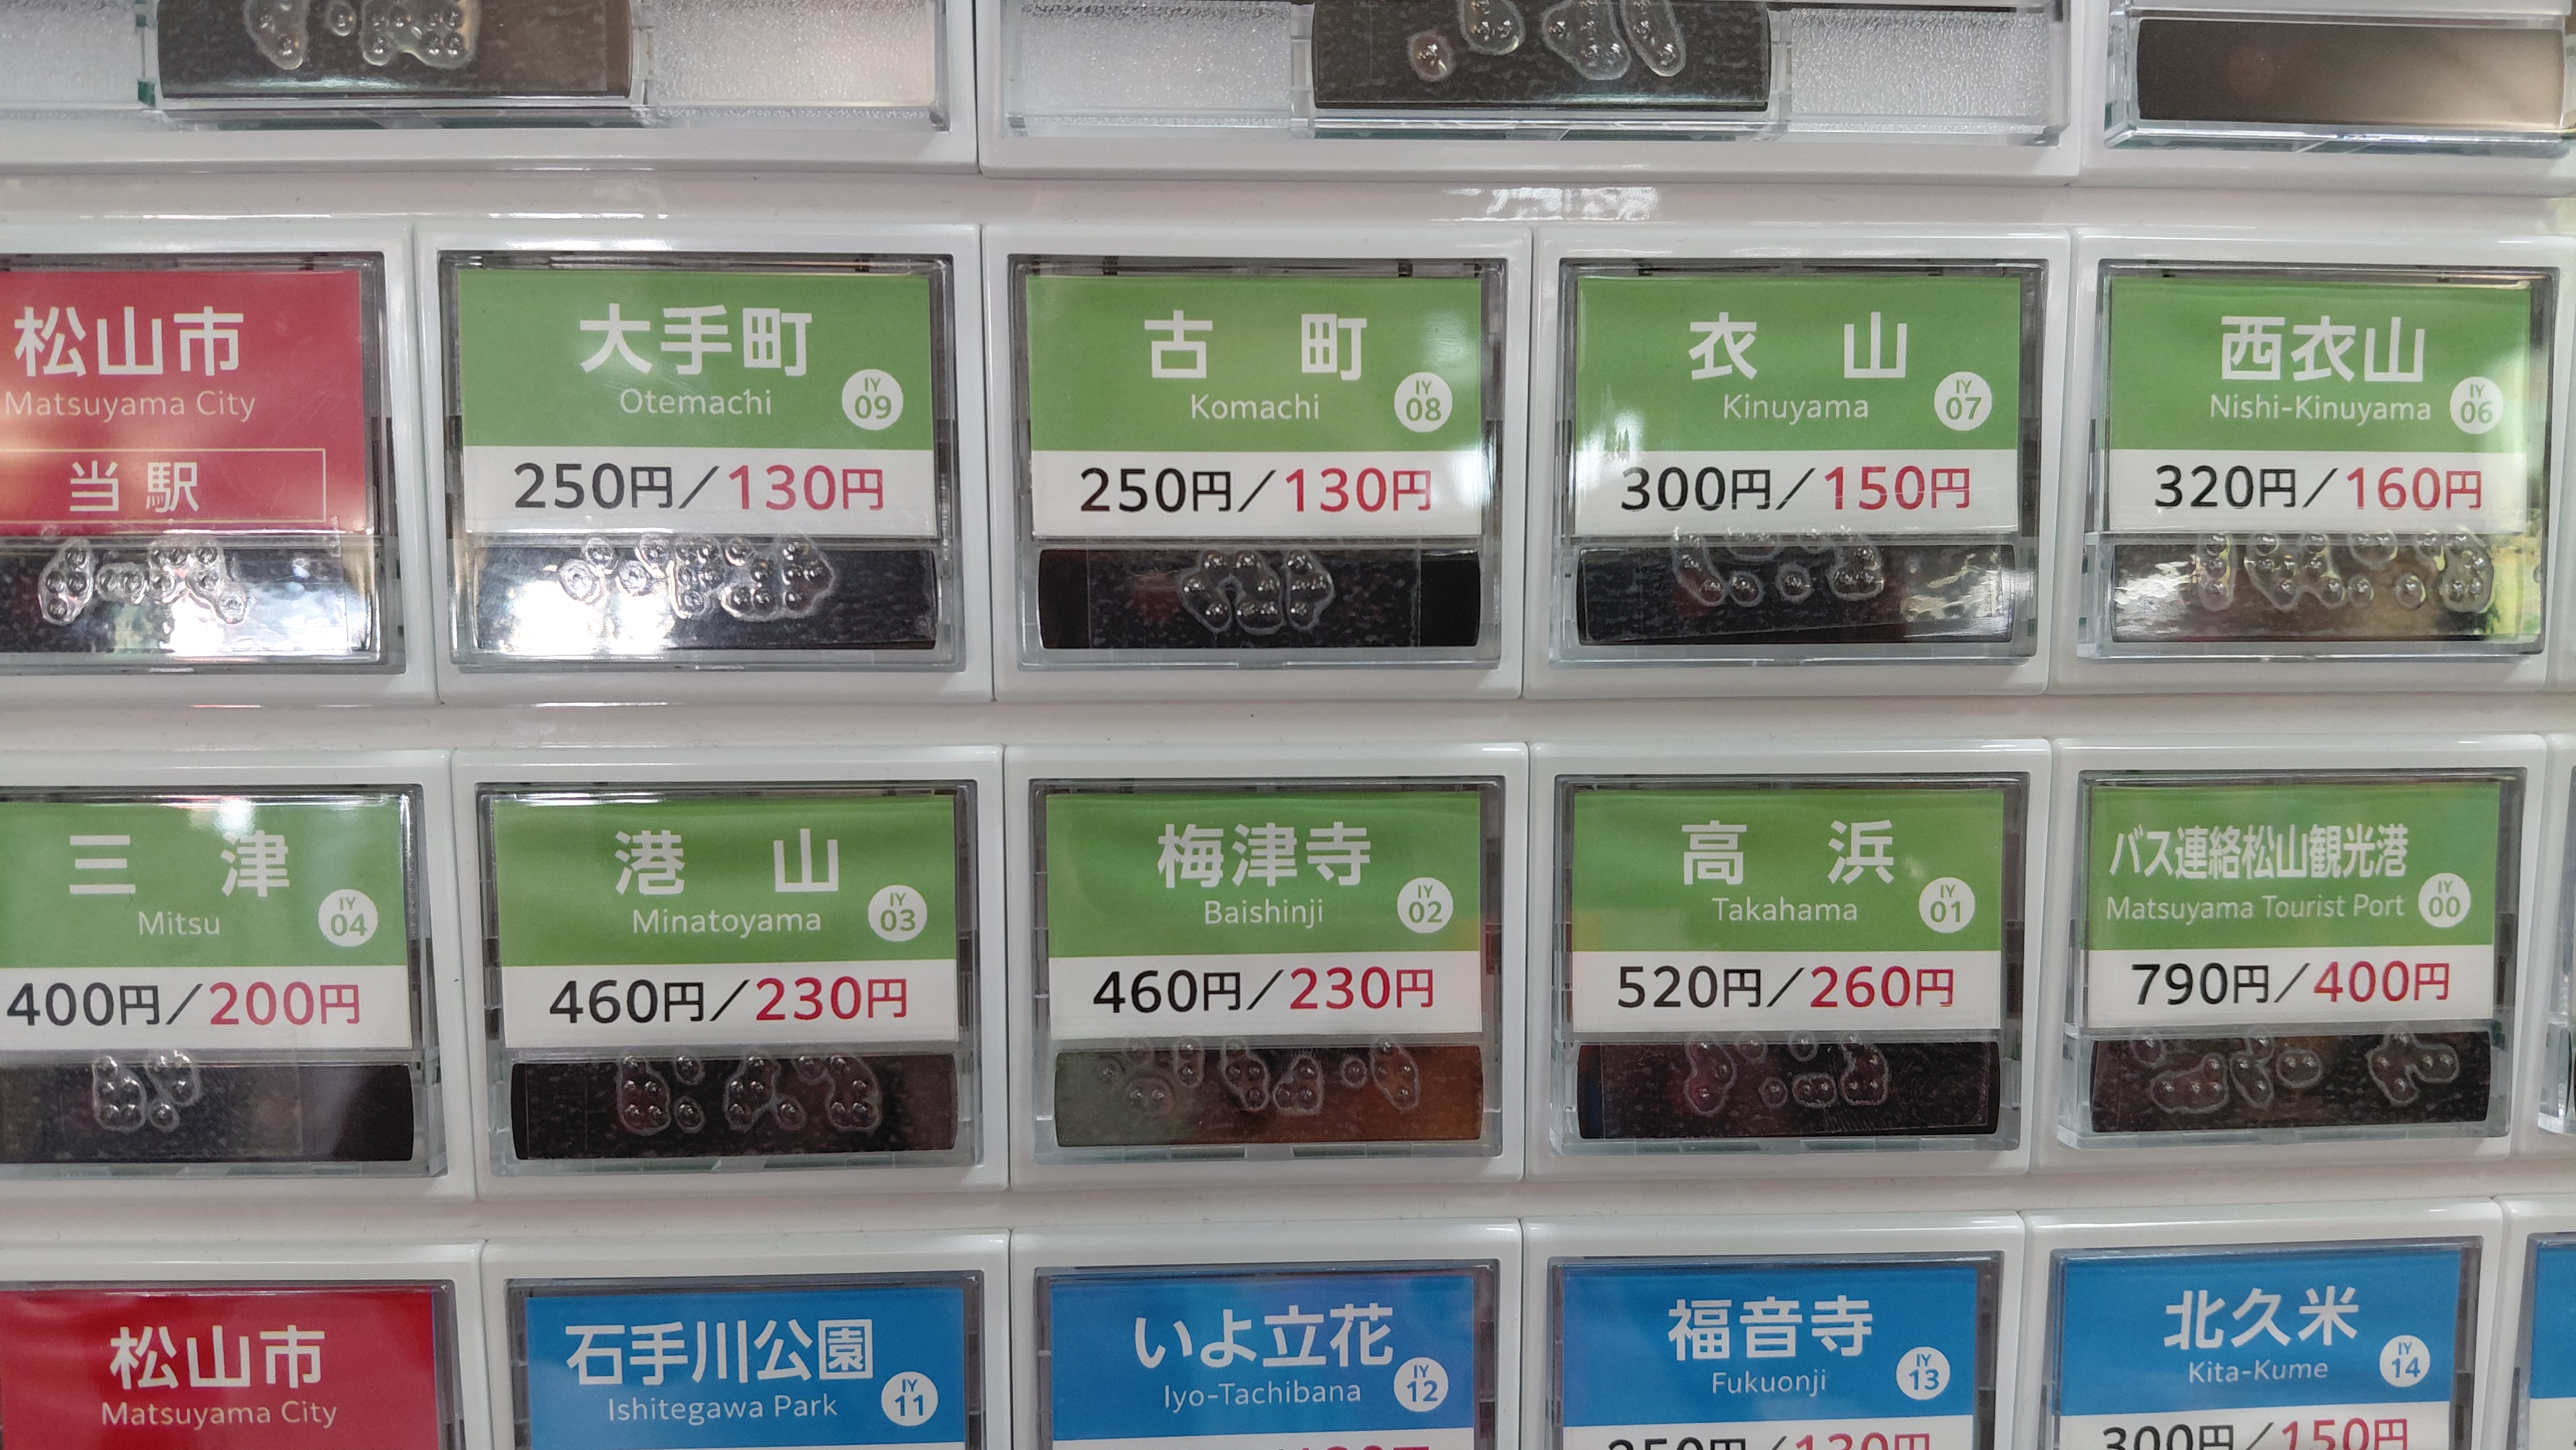 松山市
Matsuyama City
当駅
大手町
Otemachi
IY
09
250円／130円
古町
Komachi
IY
08
250円／130円
衣山
Kinuyama
IY
07
300円／150円
西衣山
Nishi-Kinuyama
IY
06
320円／160円
三津
Mitsu
IY
04
400円／200円
港山
Minatoyama
IY
03
460円／230円
梅津寺
Baishinji
IY
02
460円／230円
高浜
Takahama
IY
01
520円／260円
バス連絡松山観光港
Matsuyama Tourist Port
IY
00
790円／400円
松山市
Matsuyama City
石手川公園
Ishitegawa Park
IY
11
いよ立花
Iyo-Tachibana
IY
12
福音寺
Fukuonji
IY
13
250円／130円
北久米
Kita-Kume
IY
14
300円／150円